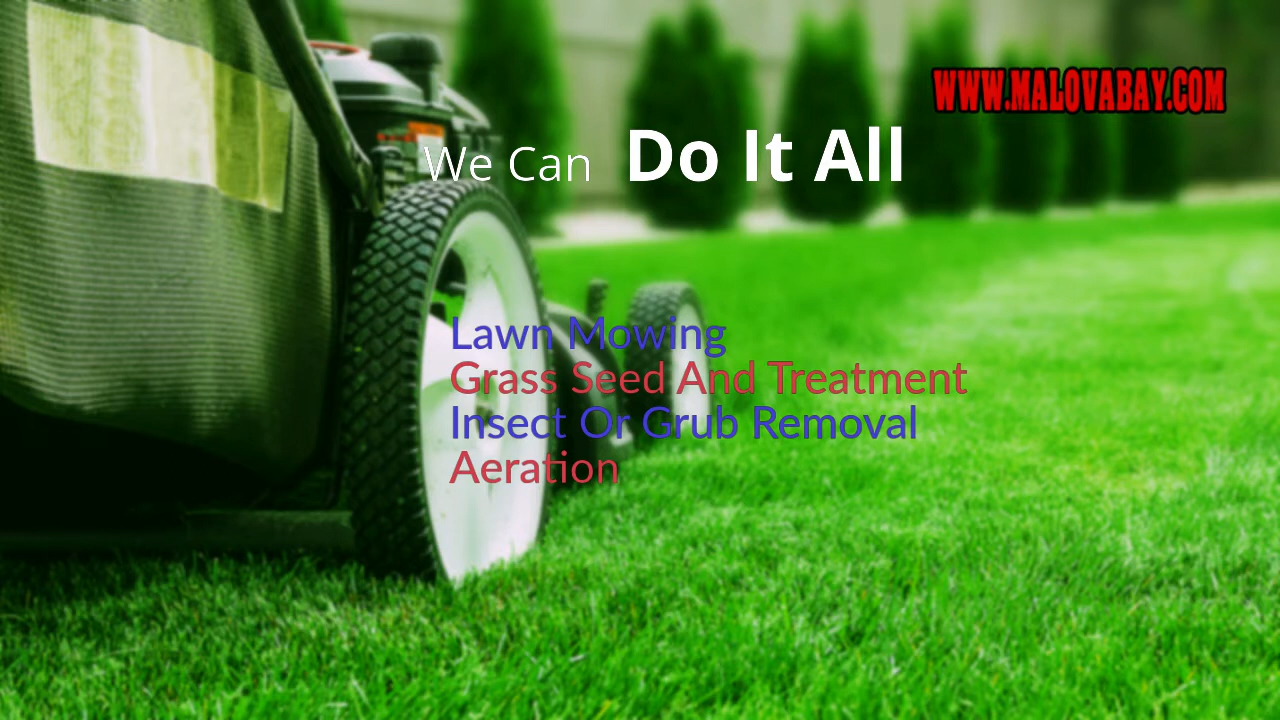 WWW.MALOVABAY.COM
We Can Do It All
Lawn Mowing
Grass Seed And Treatment
Insect Or Grub Removal
Aeration